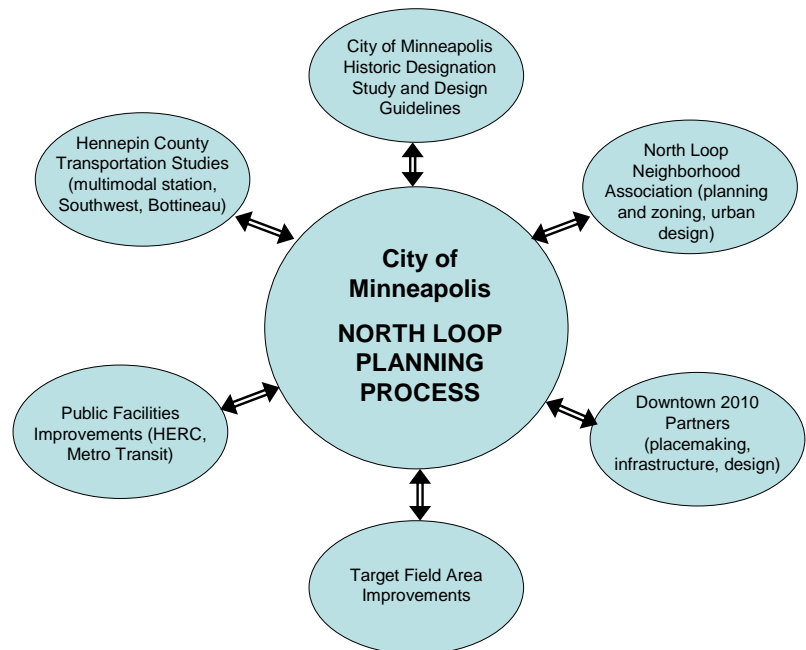 City of Minneapolis
Historic Designation
Study and Design
Guidelines
Hennepin County
Transportation Studies
(multimodal station,
Southwest, Bottineau)
North Loop
Neighborhood
Association (planning
and zoning, urban
design)
City of
Minneapolis
NORTH LOOP
PLANNING
PROCESS
Public Facilities
Improvements (HERC,
Metro Transit)
Downtown 2010
Partners
(placemaking,
infrastructure, design)
Target Field Area
Improvements